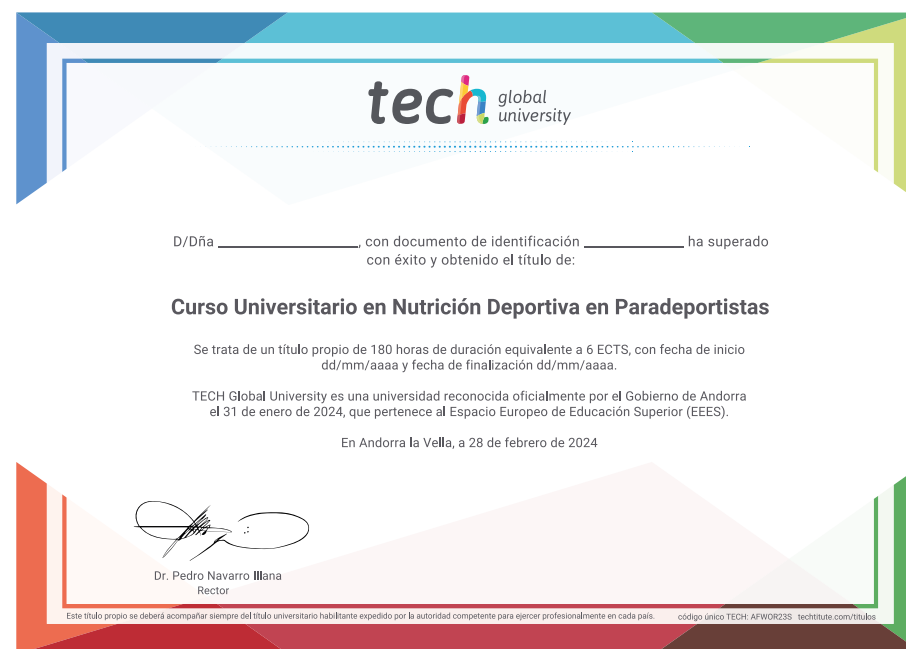 tech global university
D/Dña ____________________, con documento de identificación ______________ ha superado
con éxito y obtenido el título de:
Curso Universitario en Nutrición Deportiva en Paradeportistas
Se trata de un título propio de 180 horas de duración equivalente a 6 ECTS, con fecha de inicio
dd/mm/aaaa y fecha de finalización dd/mm/aaaa.
TECH Global University es una universidad reconocida oficialmente por el Gobierno de Andorra
el 31 de enero de 2024, que pertenece al Espacio Europeo de Educación Superior (EEES).
En Andorra la Vella, a 28 de febrero de 2024
Dr. Pedro Navarro Illana
Rector
Este título propio se deberá acompañar siempre del título universitario habilitante expedido por la autoridad competente para ejercer profesionalmente en cada país. código único TECH: AFWOR23S techtitute.com/titulos